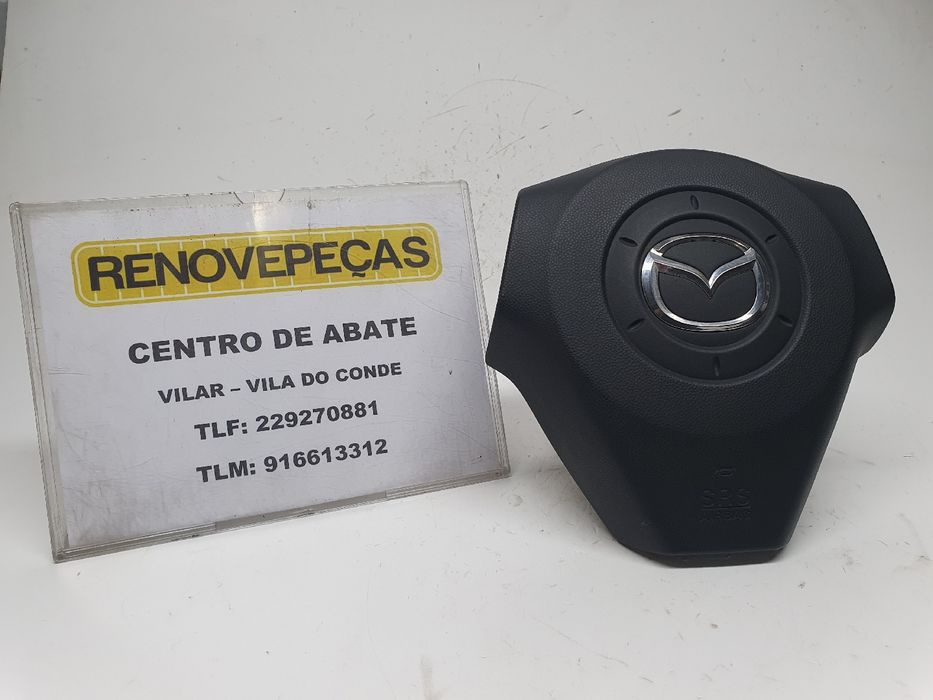 RENOVEPEÇAS
CENTRO DE ABATE
VILAR – VILA DO CONDE
TLF: 229270881
TLM: 916613312
SRS
AIRBAG